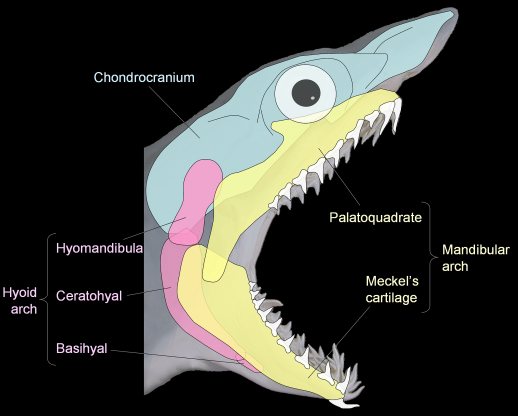 Chondrocranium
Palatoquadrate
Hyomandibula
Mandibular
arch
Meckel's
cartilage
Hyoid
arch
Ceratohyal
Basihyal